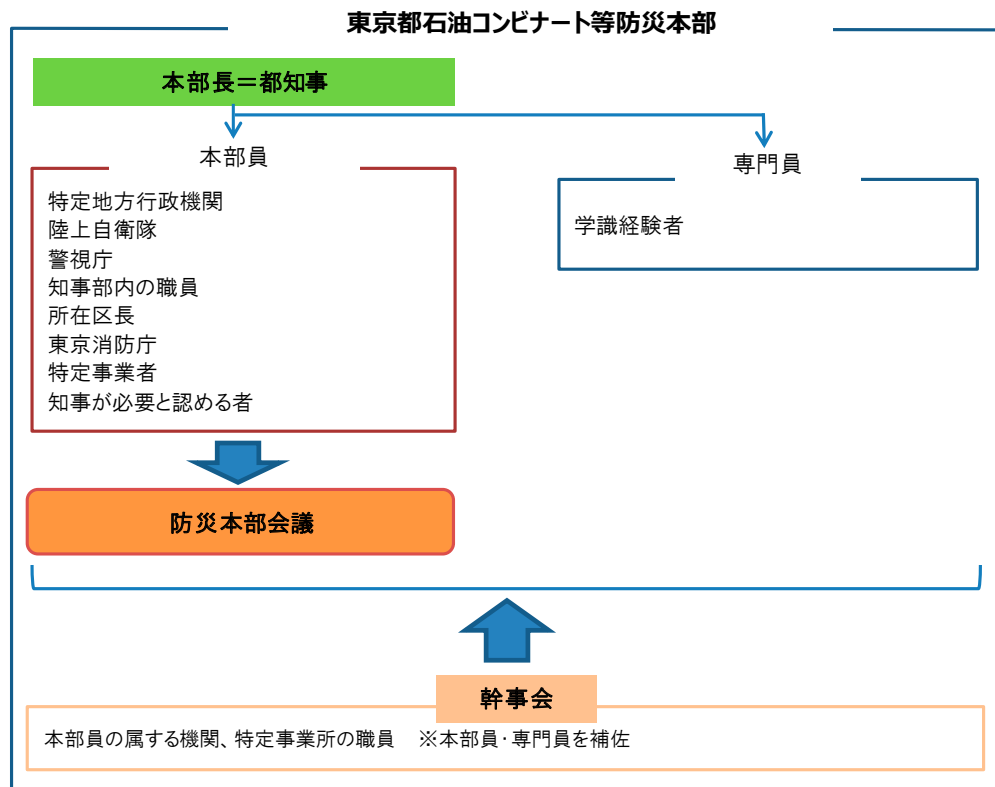 東京都石油コンビナート等防災本部
本部長＝都知事
本部員
特定地方行政機関
陸上自衛隊
警視庁
知事部内の職員
所在区長
東京消防庁
特定事業者
知事が必要と認める者
専門員
学識経験者
防災本部会議
幹事会
本部員の属する機関、特定事業所の職員　※本部員・専門員を補佐